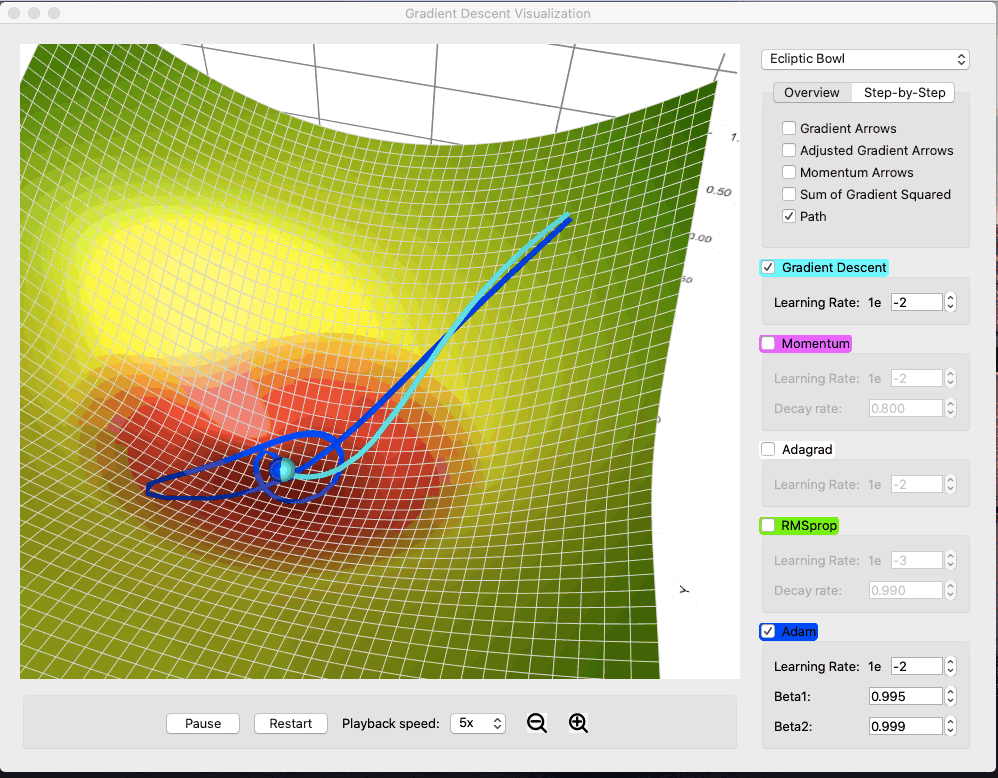 Gradient Descent Visualization
Ecliptic Bowl
Overview Step-by-Step
Gradient Arrows
Adjusted Gradient Arrows
Momentum Arrows
Sum of Gradient Squared
Path
Gradient Descent
Learning Rate: 1e -2
Momentum
Learning Rate: 1e -2
Decay rate: 0.800
Adagrad
Learning Rate: 1e -2
RMSprop
Learning Rate: 1e -3
Decay rate: 0.990
Adam
Learning Rate: 1e -2
Beta1: 0.995
Beta2: 0.999
0.50
Y
Pause Restart Playback speed: 5x